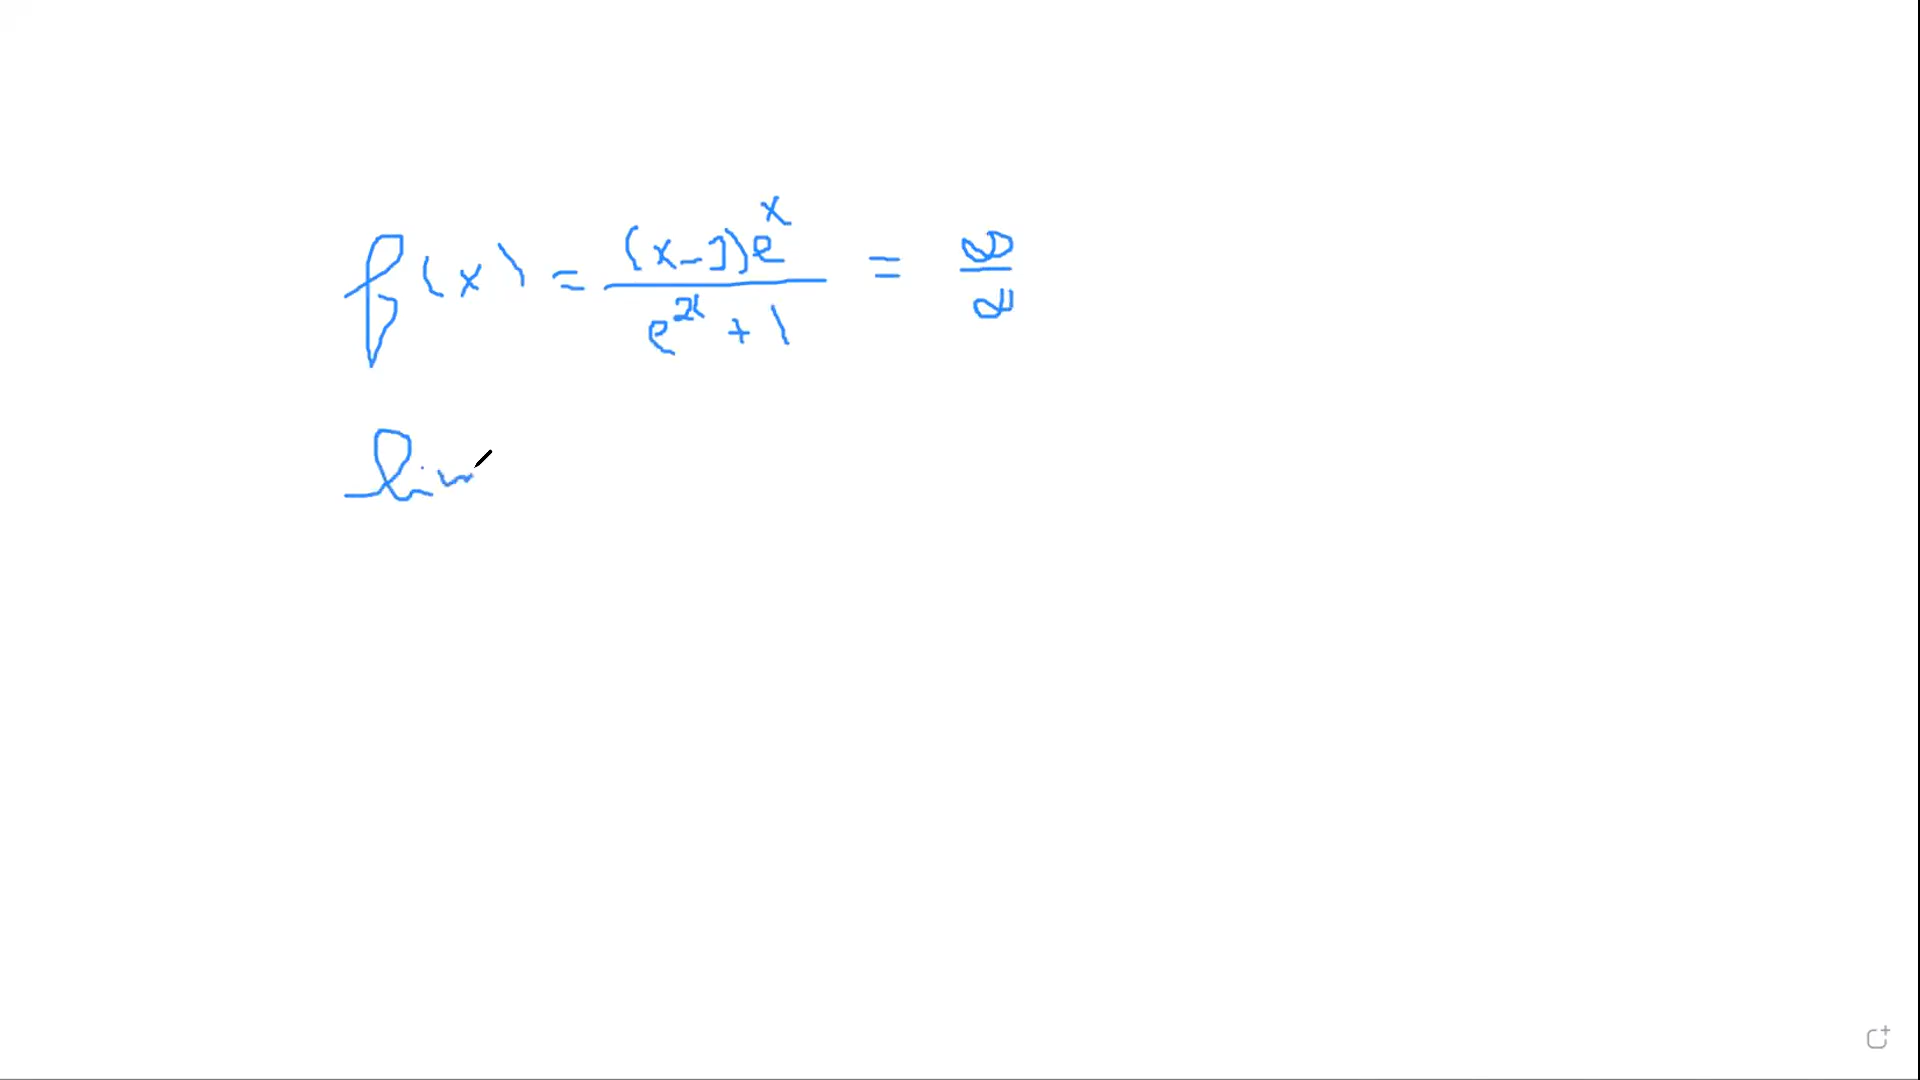 f(x) = (x-1)e^x / (e^{2x} + 1) = ∞/∞
lim